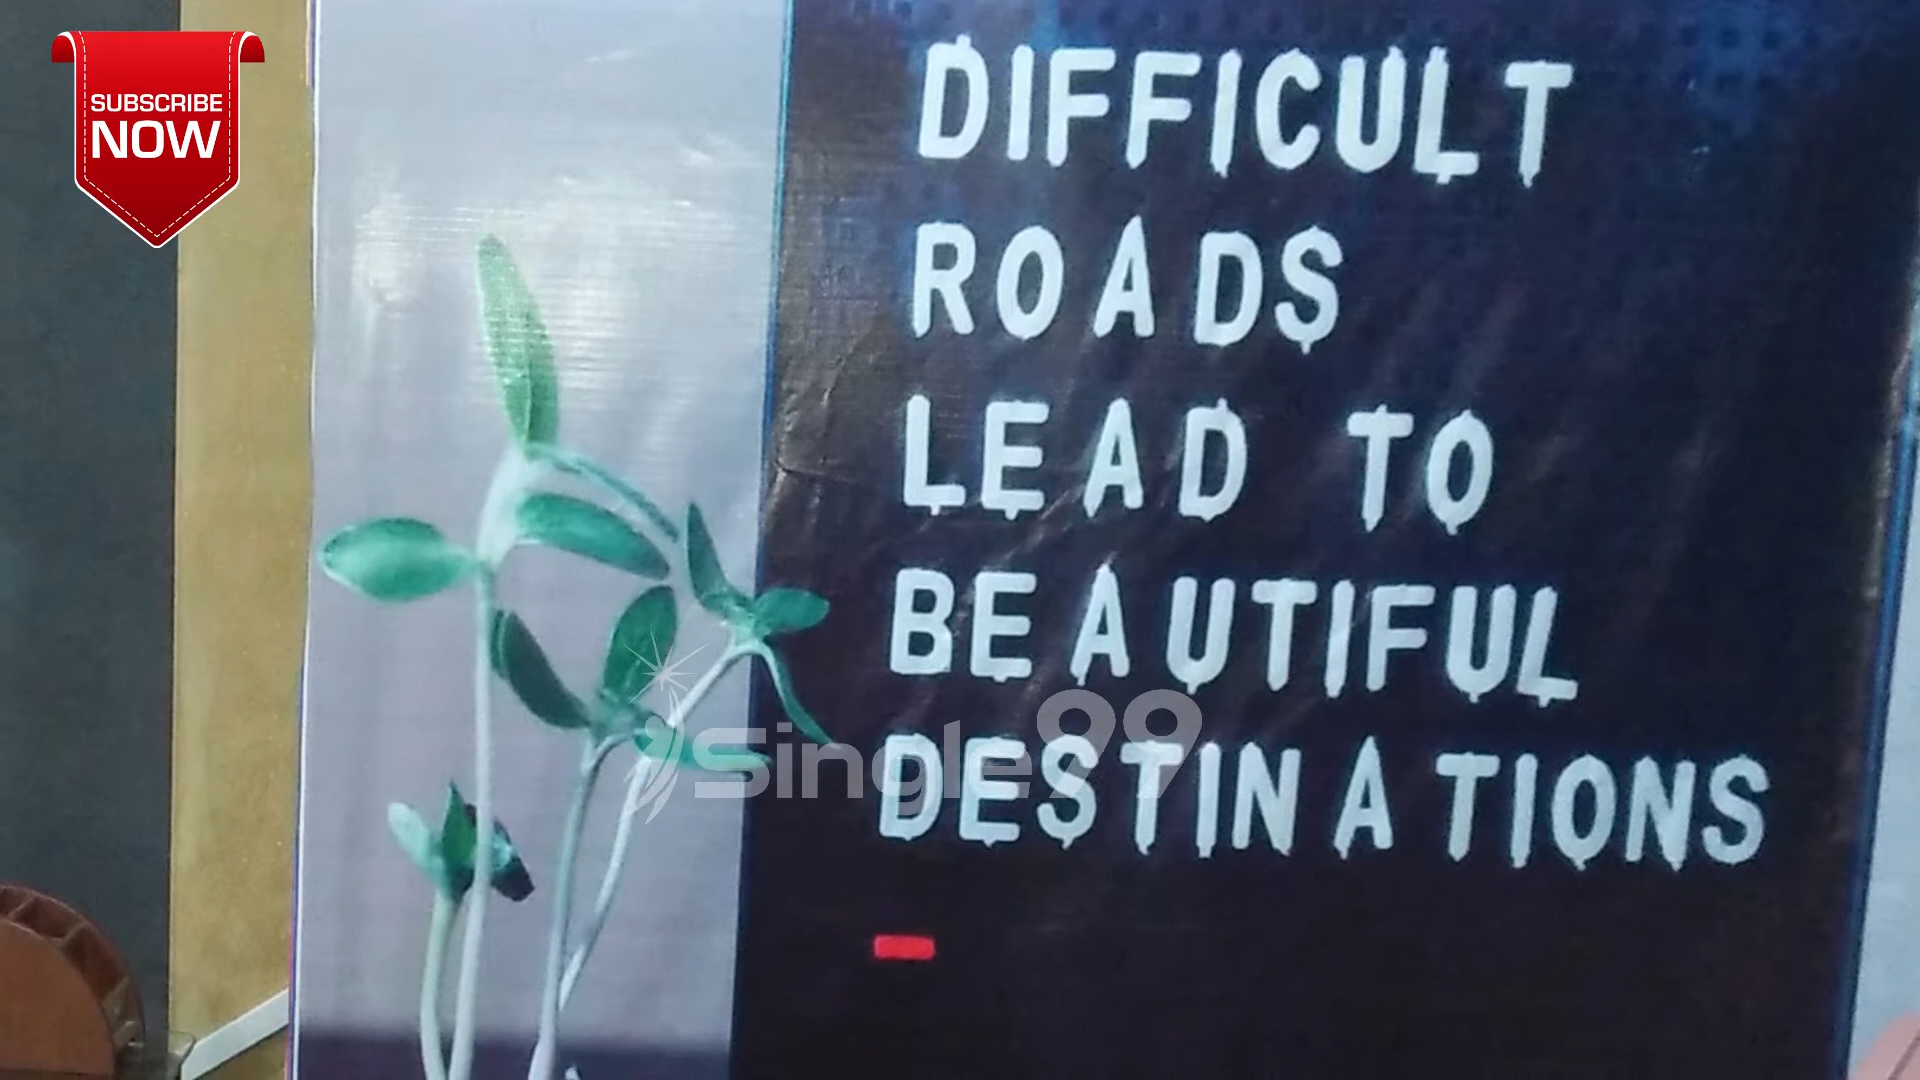 SUBSCRIBE
NOW
DIFFICULT
ROADS
LEAD TO
BEAUTIFUL
DESTINATIONS
Single99